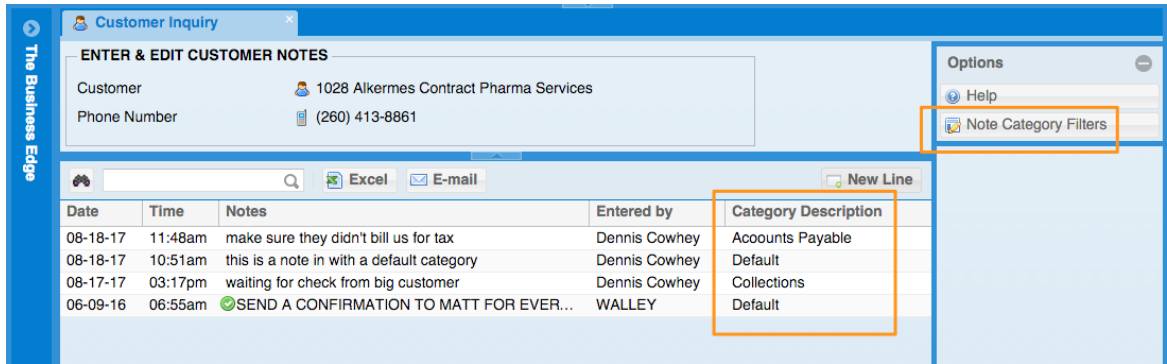 The Business Edge
Customer Inquiry
ENTER & EDIT CUSTOMER NOTES
Customer 1028 Alkermes Contract Pharma Services
Phone Number (260) 413-8861
Options
Help
Note Category Filters
Excel E-mail New Line
Date Time Notes Entered by Category Description
08-18-17 11:48am make sure they didn't bill us for tax Dennis Cowhey Acoounts Payable
08-18-17 10:51am this is a note in with a default category Dennis Cowhey Default
08-17-17 03:17pm waiting for check from big customer Dennis Cowhey Collections
06-09-16 06:55am SEND A CONFIRMATION TO MATT FOR EVER... WALLEY Default